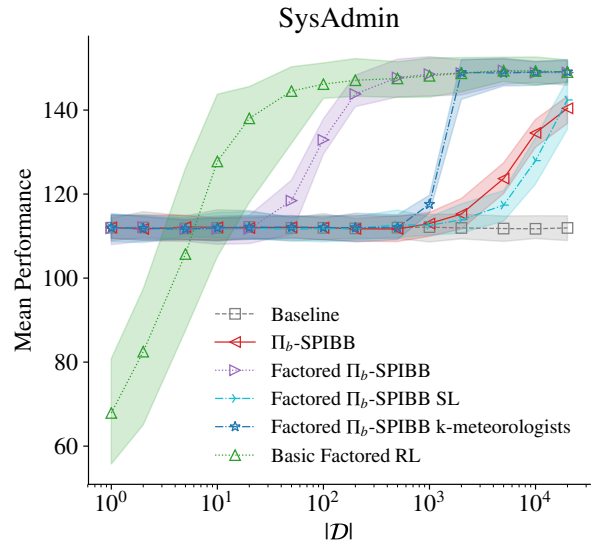 SysAdmin
Mean Performance
140
120
100
80
60
Baseline
Π_b-SPIBB
Factored Π_b-SPIBB
Factored Π_b-SPIBB SL
Factored Π_b-SPIBB k-meteorologists
Basic Factored RL
10^0 10^1 10^2 10^3 10^4
|𝒟|